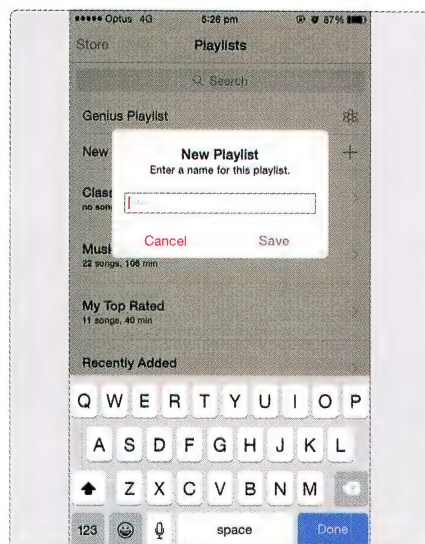 Optus 4G 5:26 pm 87%
Store Playlists
Search
Genius Playlist
New
New Playlist
Enter a name for this playlist.
Clas
no son
Cancel Save
Musi
22 songs, 106 min
My Top Rated
11 songs, 40 min
Recently Added
Q W E R T Y U I O P
A S D F G H J K L
Z X C V B N M
123 space Done